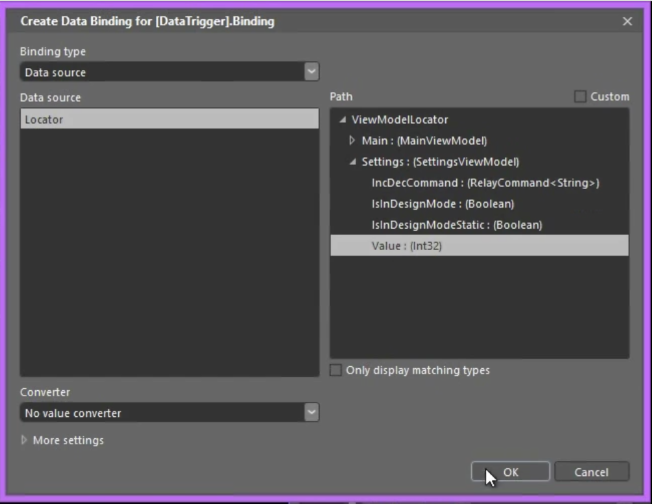 Create Data Binding for [DataTrigger].Binding
Binding type
Data source
Data source
Locator
Path
Custom
ViewModelLocator
Main : (MainViewModel)
Settings : (SettingsViewModel)
IncDecCommand : (RelayCommand<String>)
IsInDesignMode : (Boolean)
IsInDesignModeStatic : (Boolean)
Value : (Int32)
Only display matching types
Converter
No value converter
More settings
OK
Cancel